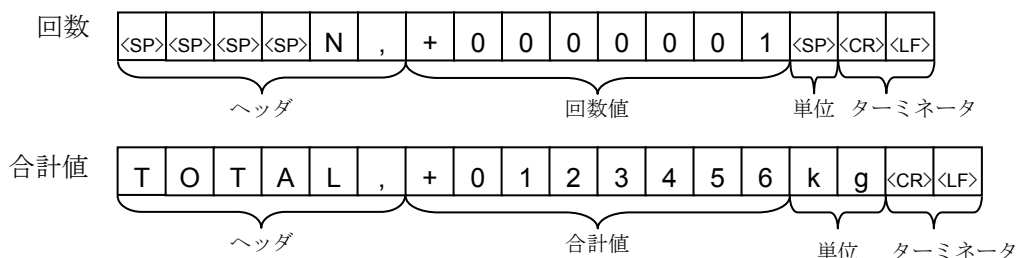 回数 <SP><SP><SP><SP>N,+0000001<SP><CR><LF>
ヘッダ 回数値 単位 ターミネータ
合計値 TOTAL,+0123456kg<CR><LF>
ヘッダ 合計値 単位 ターミネータ